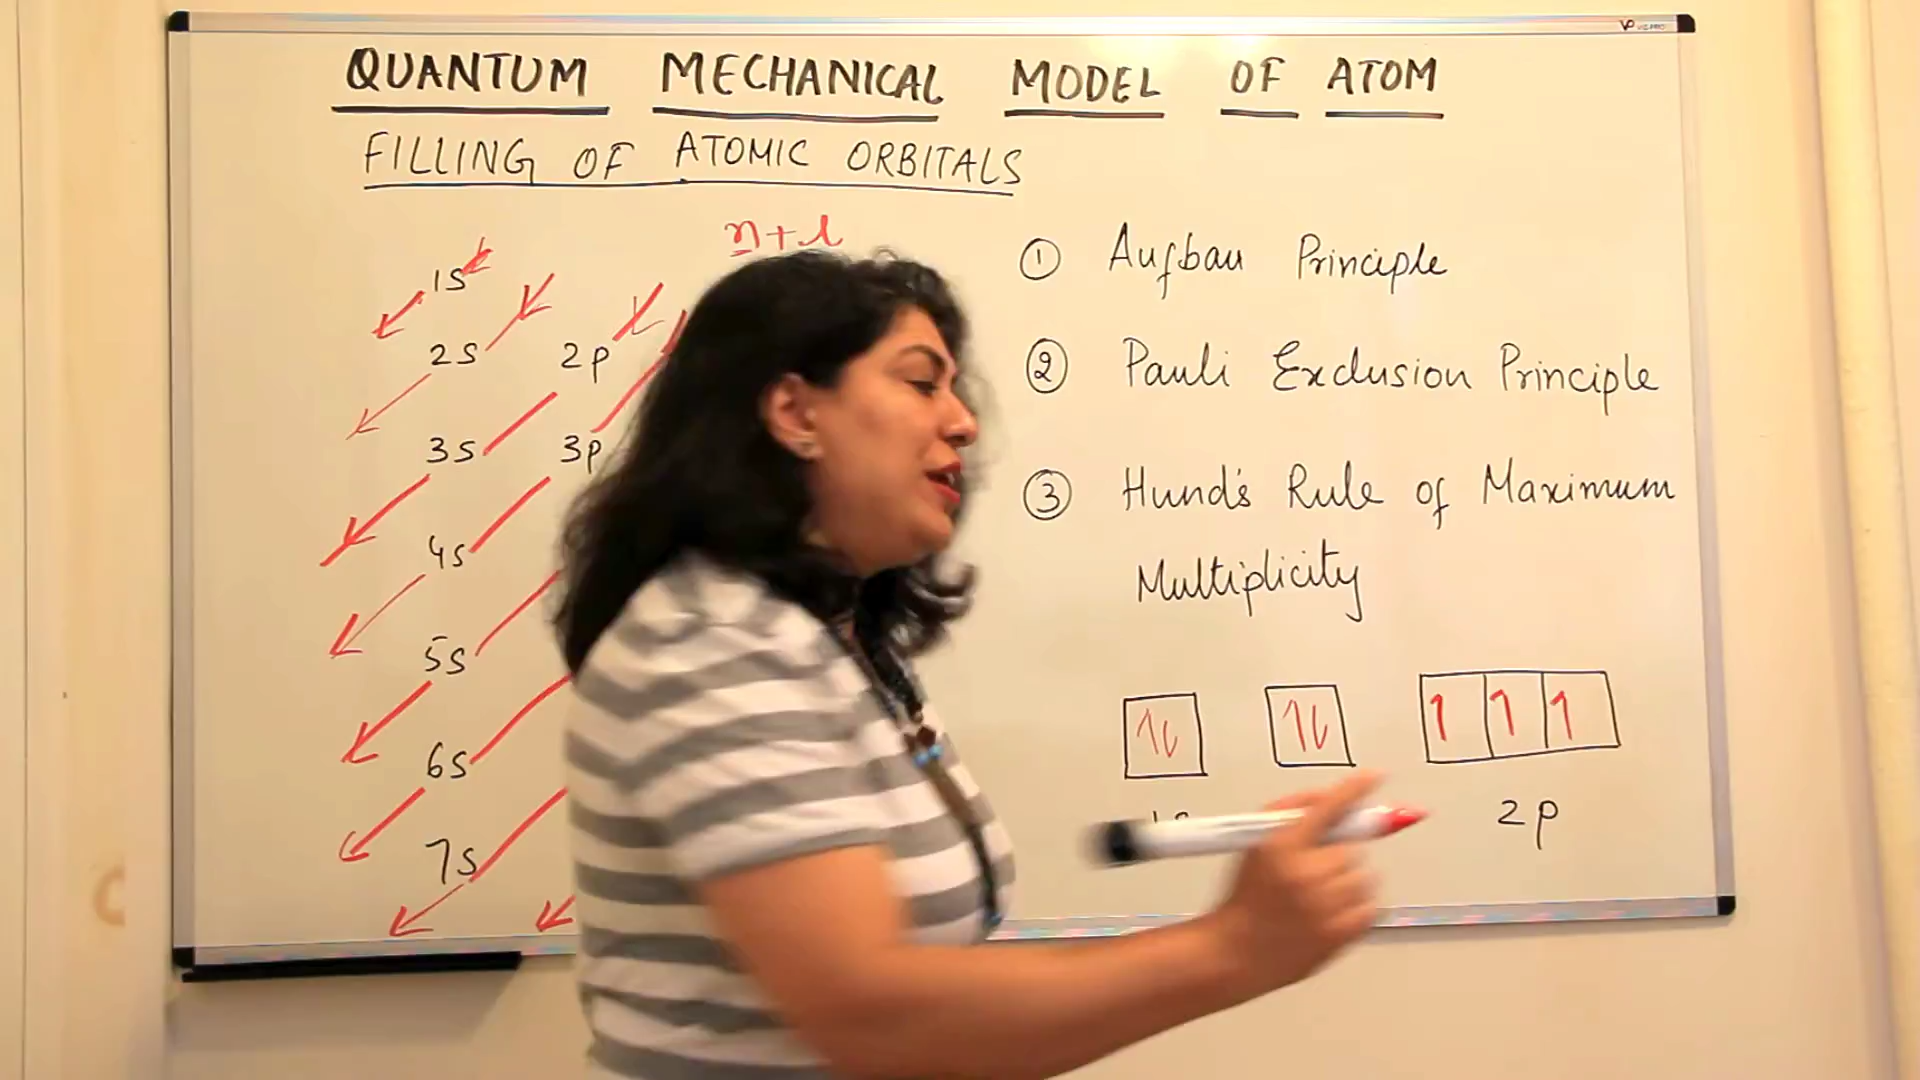 QUANTUM MECHANICAL MODEL OF ATOM
FILLING OF ATOMIC ORBITALS
n+l
1s
2s 2p
3s 3p
4s
5s
6s
7s
① Aufbau Principle
② Pauli Exclusion Principle
③ Hund's Rule of Maximum
Multiplicity
2p